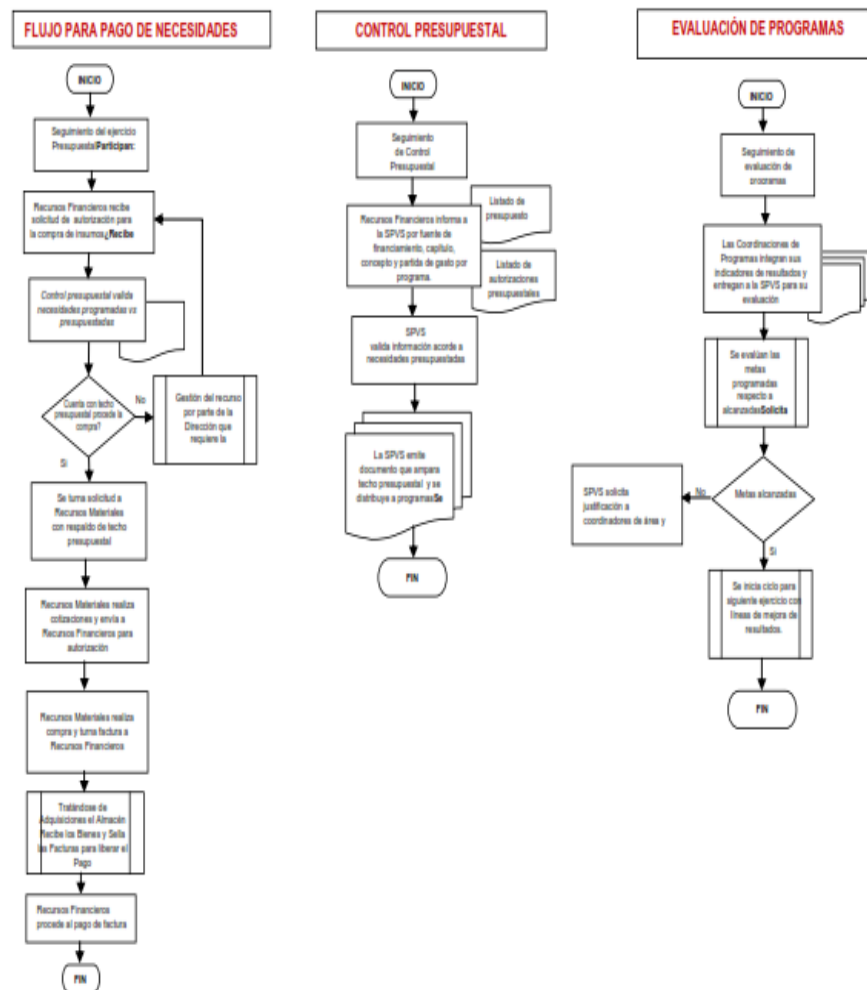 FLUJO PARA PAGO DE NECESIDADES
INICIO
Seguimiento del ejercicio
PresupuestalParticipan:
Recursos Financieros recibe
solicitud de autorización para
la compra de insumos¿Recibe
Control presupuestal valida
necesidades programadas vs
presupuestadas
Cuenta con techo
presupuestal procede la
compra?
No
Gestión del recurso
por parte de la
Dirección que
requiere la
Si
Se turna solicitud a
Recursos Materiales
con respaldo de techo
presupuestal
Recursos Materiales realiza
cotizaciones y envía a
Recursos Financieros para
autorización
Recursos Materiales realiza
compra y turna factura a
Recursos Financieros
Tratándose de
Adquisiciones el Almacén
Recibe los Bienes y Sella
las Facturas para liberar el
Pago
Recursos Financieros
procede al pago de factura
FIN
CONTROL PRESUPUESTAL
INICIO
Seguimiento
de Control
Presupuestal
Listado de
presupuesto
Recursos Financieros informa a
la SPVS por fuente de
financiamiento, capítulo,
concepto y partida de gasto por
programa.
Listado de
autorizaciones
presupuestales
SPVS
valida información acorde a
necesidades presupuestadas
La SPVS emite
documento que ampara
techo presupuestal y se
distribuye a programasSe
FIN
EVALUACIÓN DE PROGRAMAS
INICIO
Seguimiento de
evaluación de
programas
Las Coordinaciones de
Programas integran sus
indicadores de resultados y
entregan a la SPVS para su
evaluación
Se evalúan las
metas
programadas
respecto a
alcanzadasSolicita
Metas alcanzadas
No
SPVS solicita
justificación a
coordinadores de área y
Si
Se inicia ciclo para
siguiente ejercicio con
líneas de mejora de
resultados.
FIN